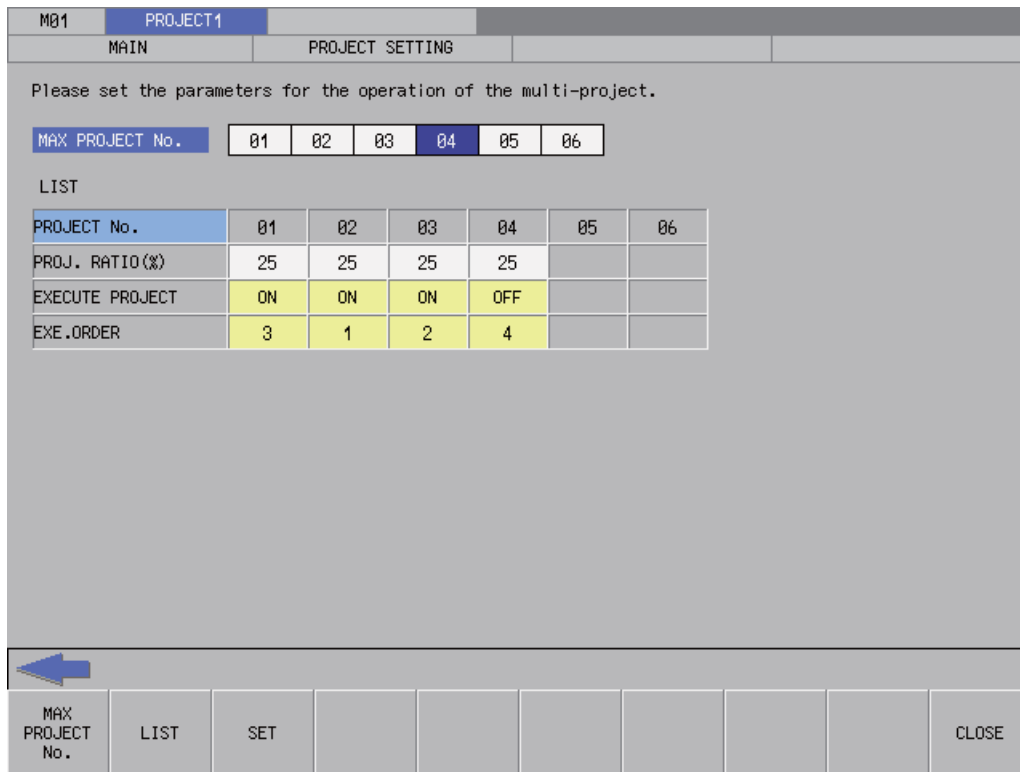 M01 PROJECT1
MAIN PROJECT SETTING
Please set the parameters for the operation of the multi-project.
MAX PROJECT No. 01 02 03 04 05 06
LIST
PROJECT No. 01 02 03 04 05 06
PROJ. RATIO(%) 25 25 25 25
EXECUTE PROJECT ON ON ON OFF
EXE.ORDER 3 1 2 4
MAX
PROJECT LIST SET CLOSE
No.